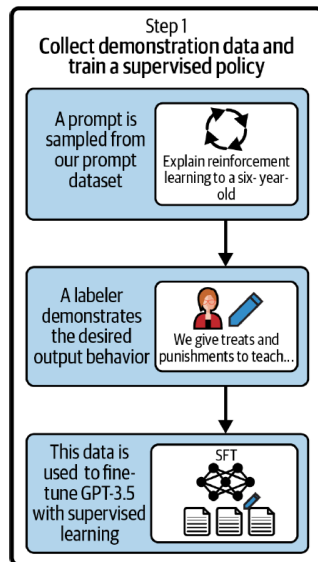 Step 1
Collect demonstration data and
train a supervised policy
A prompt is
sampled from
our prompt
dataset
Explain reinforcement
learning to a six- year-
old
A labeler
demonstrates
the desired
output behavior
We give treats and
punishments to teach...
This data is
used to fine-
tune GPT-3.5
with supervised
learning
SFT